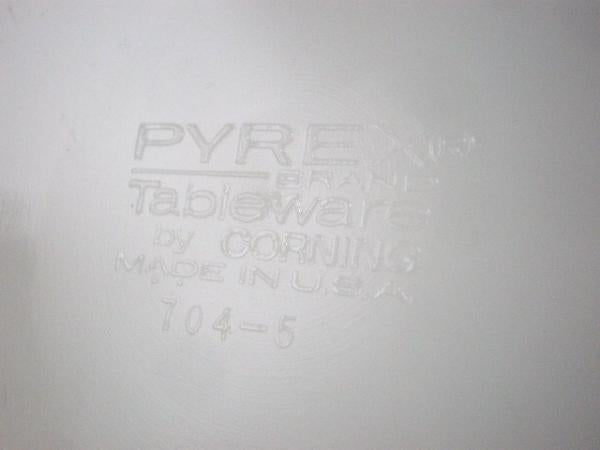 PYREX®
BRAND
Tableware
by CORNING
MADE IN U.S.A.
704-5